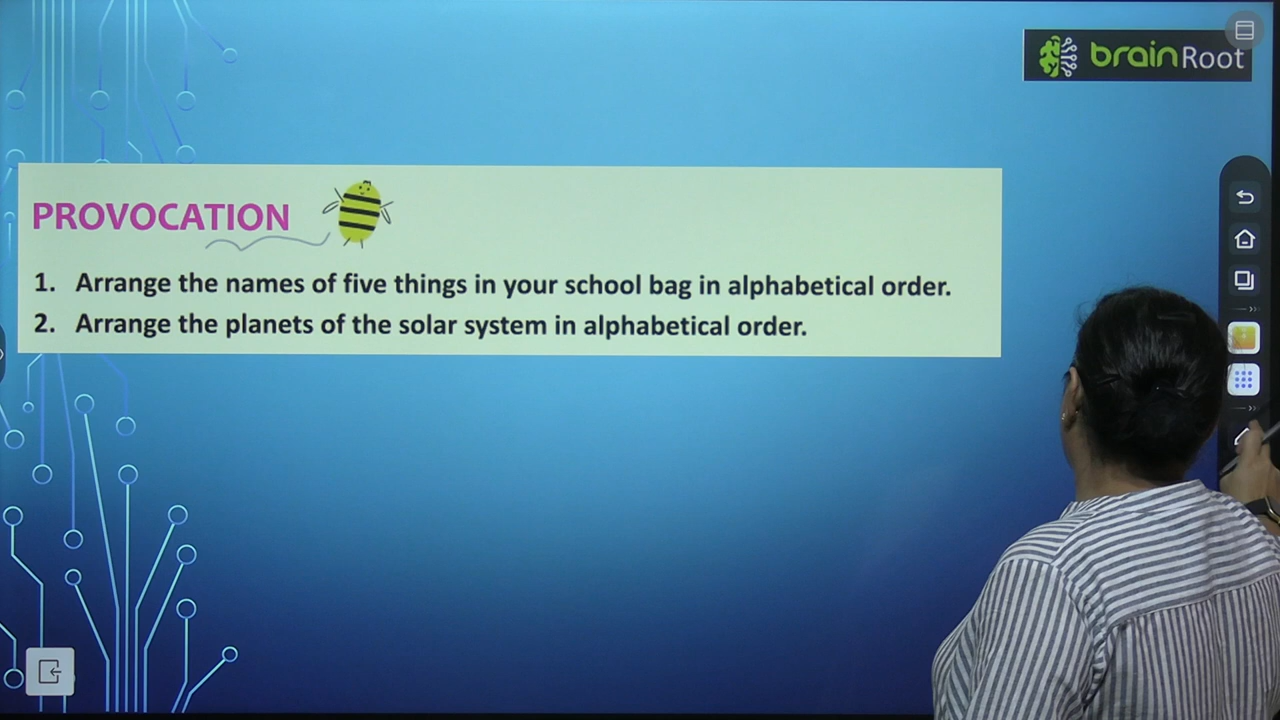 brainRoot
PROVOCATION
1. Arrange the names of five things in your school bag in alphabetical order.
2. Arrange the planets of the solar system in alphabetical order.